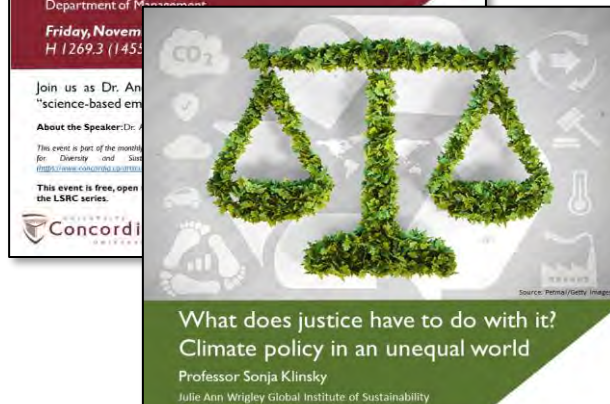 Department of Management
Friday, Novem
H 1269.3 (1455
Join us as Dr. An
"science-based em
About the Speaker: Dr. A
This event is part of the monthly
for Diversity and Sust
This event is free, open
the LSRC series.
UNIVERSITÉ
Concordi
UNIVER
CO2
Source: Petmal/Getty Images
What does justice have to do with it?
Climate policy in an unequal world
Professor Sonja Klinsky
Julie Ann Wrigley Global Institute of Sustainability